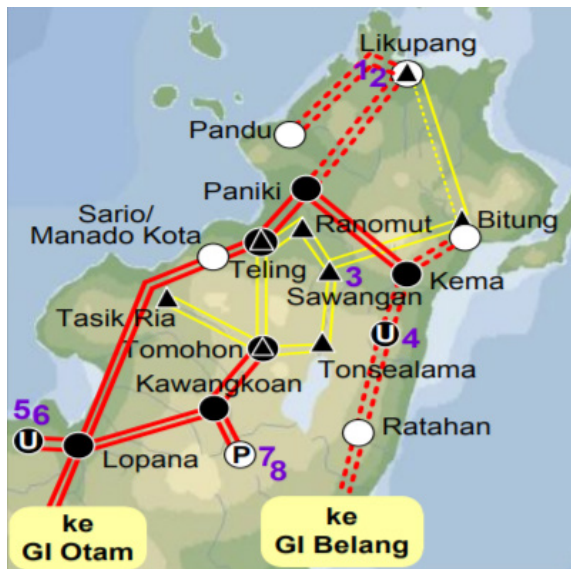 Likupang
12
Pandu
Paniki
Sario/
Manado Kota
Ranomut
Bitung
Teling
3
Sawangan
Kema
Tasik Ria
U
4
Tomohon
Tonsealama
Kawangkoan
56
U
Ratahan
Lopana
P
78
ke
GI Otam
ke
GI Belang